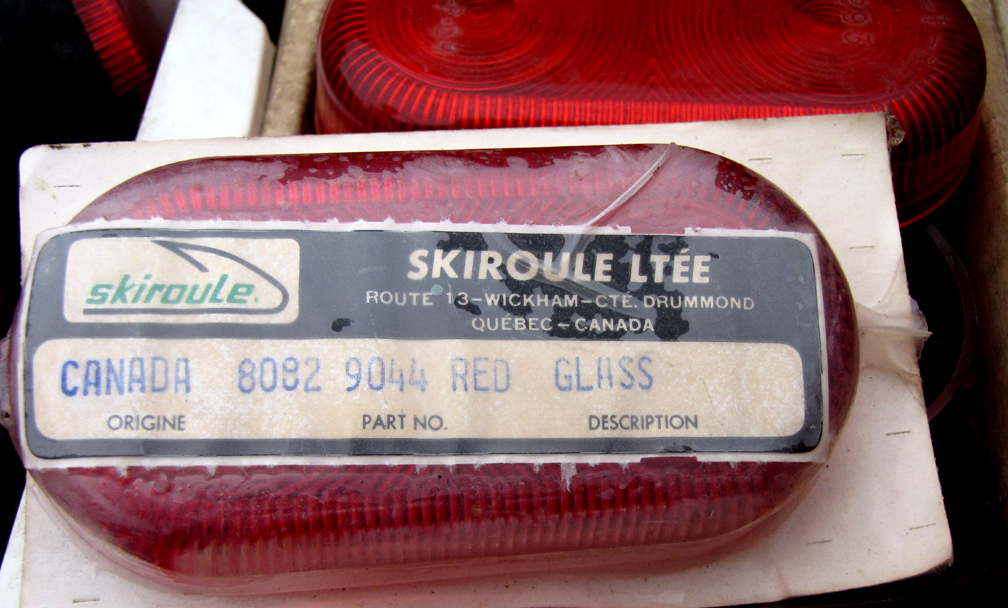 skiroule.
SKIROULE LTÉE
ROUTE 13-WICKHAM-CTE. DRUMMOND
QUÉBEC-CANADA
CANADA 8082 9044 RED GLASS
ORIGINE PART NO. DESCRIPTION